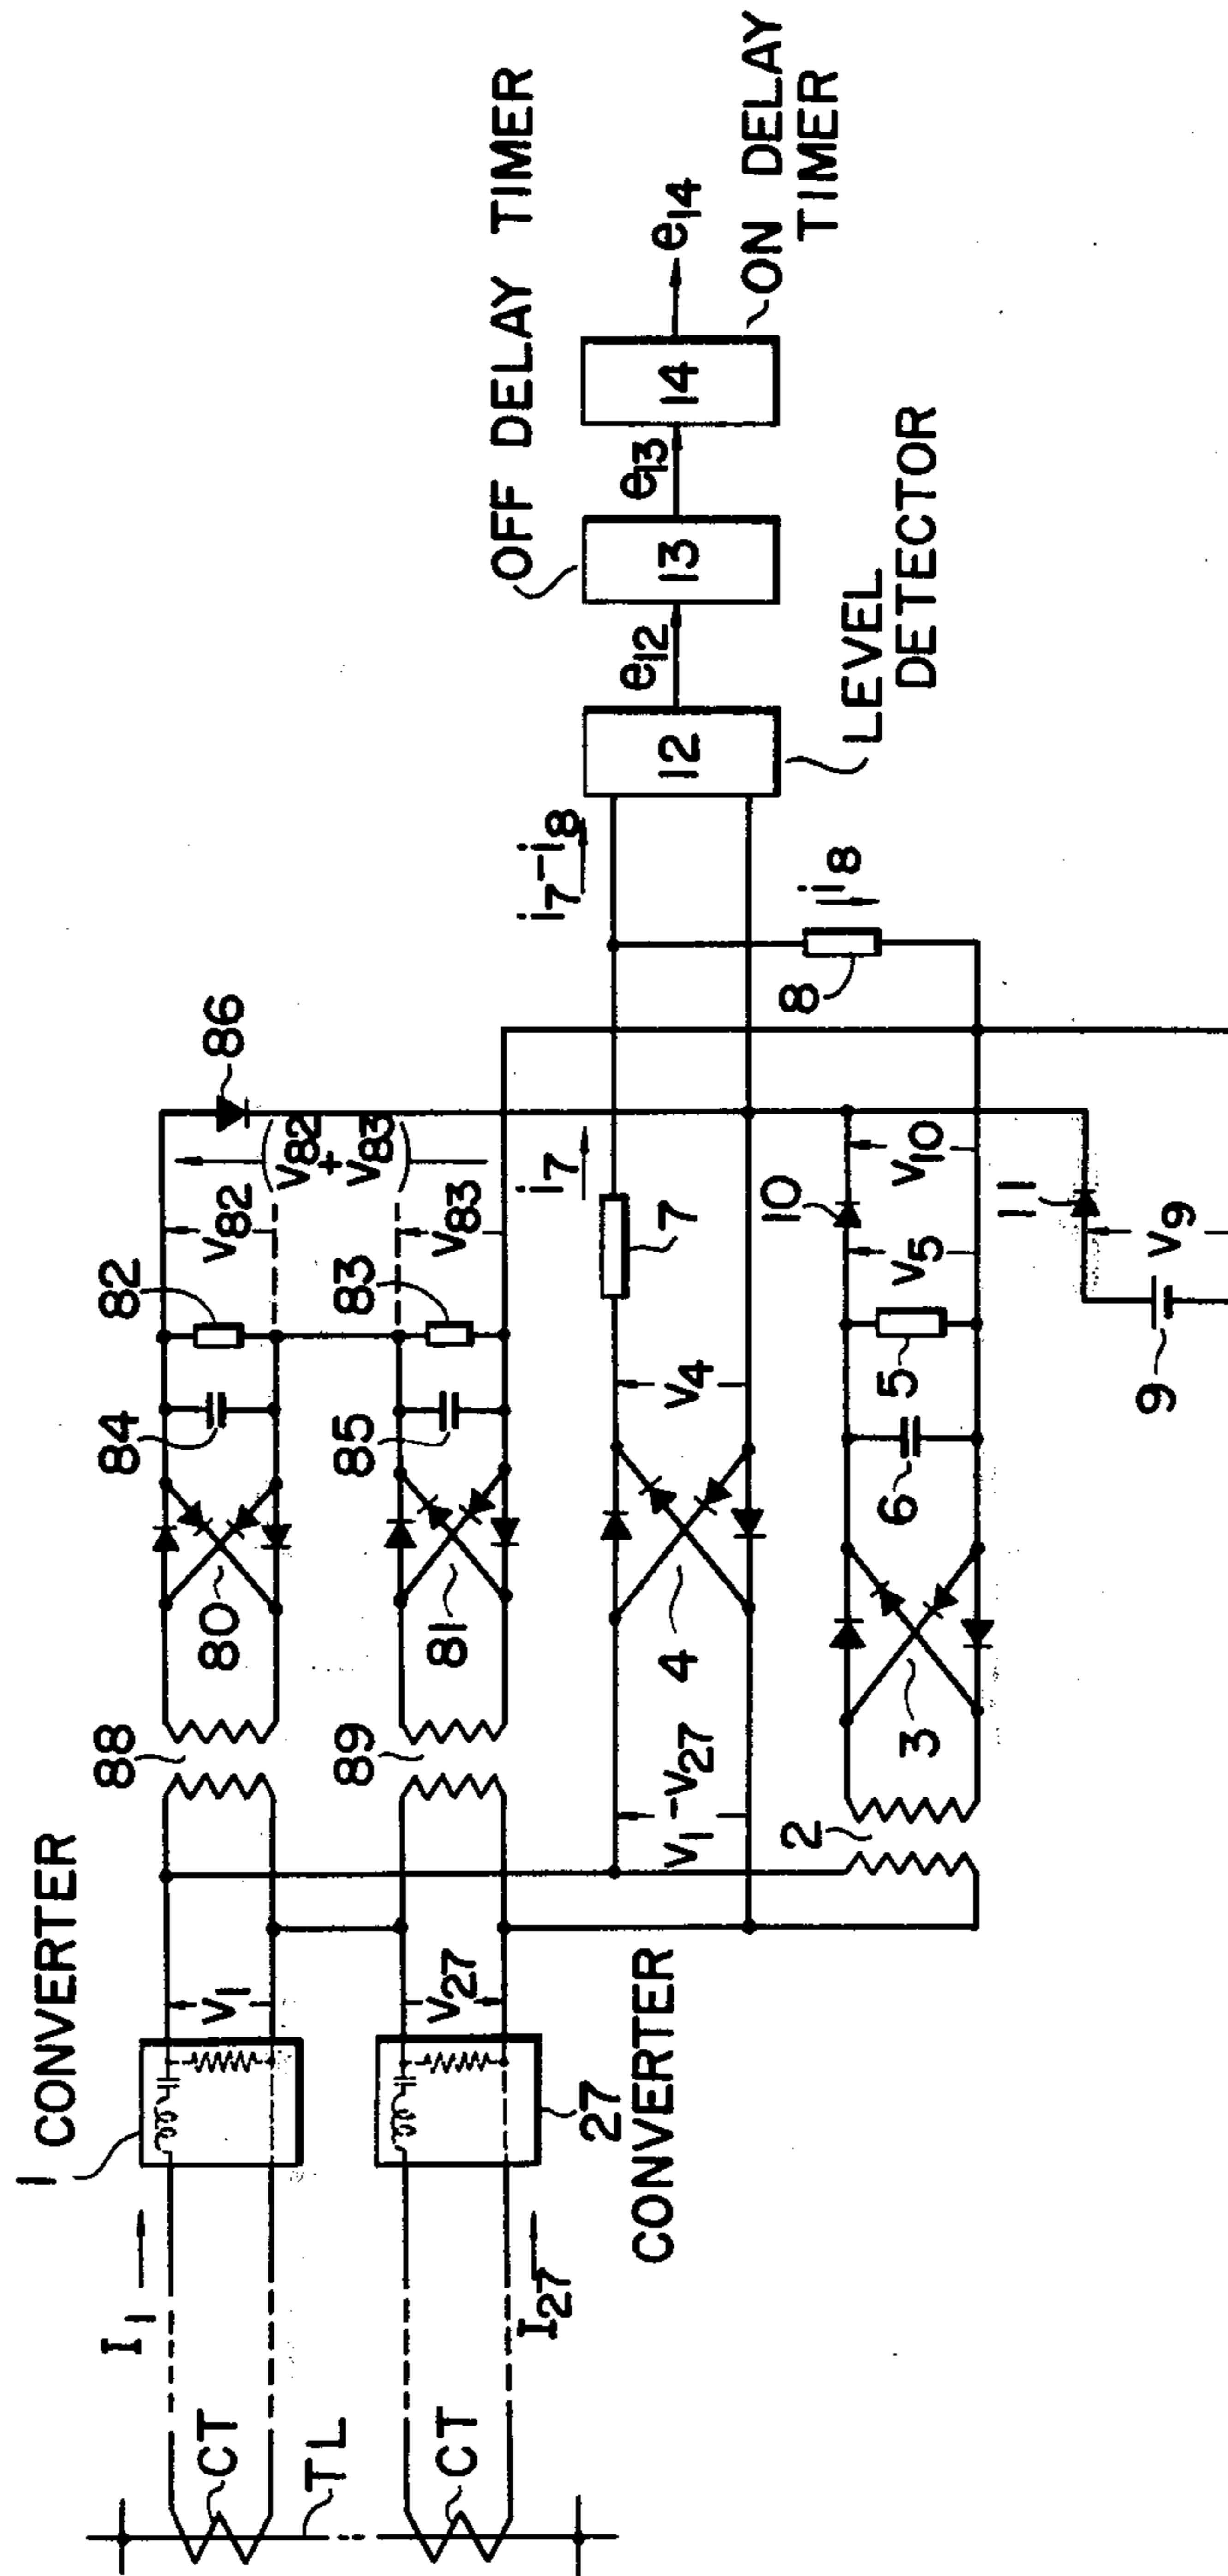 1 CONVERTER
I1
CT
TL
CT
I27
27
CONVERTER
V1
V27
88
89
80
81
84
85
82
83
V82
V83
(V82 + V83)
86
V1-V27
2
4
3
V4
7
i7
i7-i8
8
i8
6
5
V5
10
V10
11
V9
9
12
LEVEL
DETECTOR
e12
13
OFF DELAY TIMER
e13
14
ON DELAY
TIMER
e14